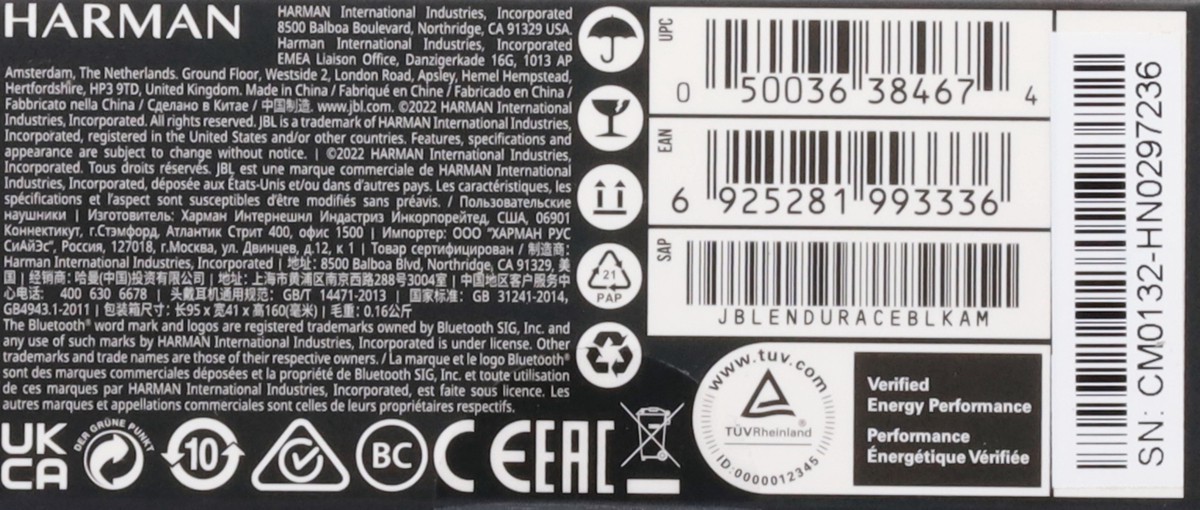 HARMAN
HARMAN International Industries, Incorporated
8500 Balboa Boulevard, Northridge, CA 91329 USA.
Harman International Industries, Incorporated
EMEA Liaison Office, Danzigerkade 16G, 1013 AP
Amsterdam, The Netherlands. Ground Floor, Westside 2, London Road, Apsley, Hemel Hempstead,
Hertfordshire, HP3 9TD, United Kingdom. Made in China / Fabriqué en Chine / Fabricado en China /
Fabbricato nella China / Сделано в Китае / 中国制造. www.jbl.com. ©2022 HARMAN International
Industries, Incorporated. All rights reserved. JBL is a trademark of HARMAN International Industries,
Incorporated, registered in the United States and/or other countries. Features, specifications and
appearance are subject to change without notice. | ©2022 HARMAN International Industries,
Incorporated. Tous droits réservés. JBL est une marque commerciale de HARMAN International
Industries, Incorporated, déposée aux États-Unis et/ou dans d'autres pays. Les caractéristiques, les
spécifications et l'aspect sont susceptibles d'être modifiés sans préavis. / Пользовательские
наушники | Изготовитель: Харман Интернешнл Индастриз Инкорпорейтед, США, 06901
Коннектикут, г.Стэмфорд, Атлантик Стрит 400, офис 1500 | Импортер: ООО "ХАРМАН РУС
СиАйЭс", Россия, 127018, г.Москва, ул. Двинцев, д.12, к 1 | Товар сертифицирован / 制造商:
Harman International Industries, Incorporated | 地址: 8500 Balboa Blvd, Northridge, CA 91329, 美
国 | 经销商: 哈曼(中国)投资有限公司 | 地址: 上海市黄浦区南京西路288号3004室 | 中国地区客户服务中
心电话: 400 630 6678 | 头戴耳机通用规范: GB/T 14471-2013 | 国家标准: GB 31241-2014,
GB4943.1-2011 | 包装箱尺寸: 长95 x 宽41 x 高160(毫米) | 毛重: 0.16公斤
The Bluetooth® word mark and logos are registered trademarks owned by Bluetooth SIG, Inc. and
any use of such marks by HARMAN International Industries, Incorporated is under license. Other
trademarks and trade names are those of their respective owners. / La marque et le logo Bluetooth®
sont des marques commerciales déposées et la propriété de Bluetooth SIG, Inc. et toute utilisation
de ces marques par HARMAN International Industries, Incorporated, est faite sous licence. Les
autres marques et appellations commerciales sont celles de leurs propriétaires respectifs.
UK
CA
DER GRÜNE PUNKT
10
BC
CE
EAC
21
PAP
UPC
0 50036 38467 4
EAN
6 925281 993336
SAP
JBLENDURACEBLKAM
www.tuv.com
TÜVRheinland®
ID:0000012345
Verified
Energy Performance
Performance
Énergétique Vérifiée
SN: CM0132-HN0297236